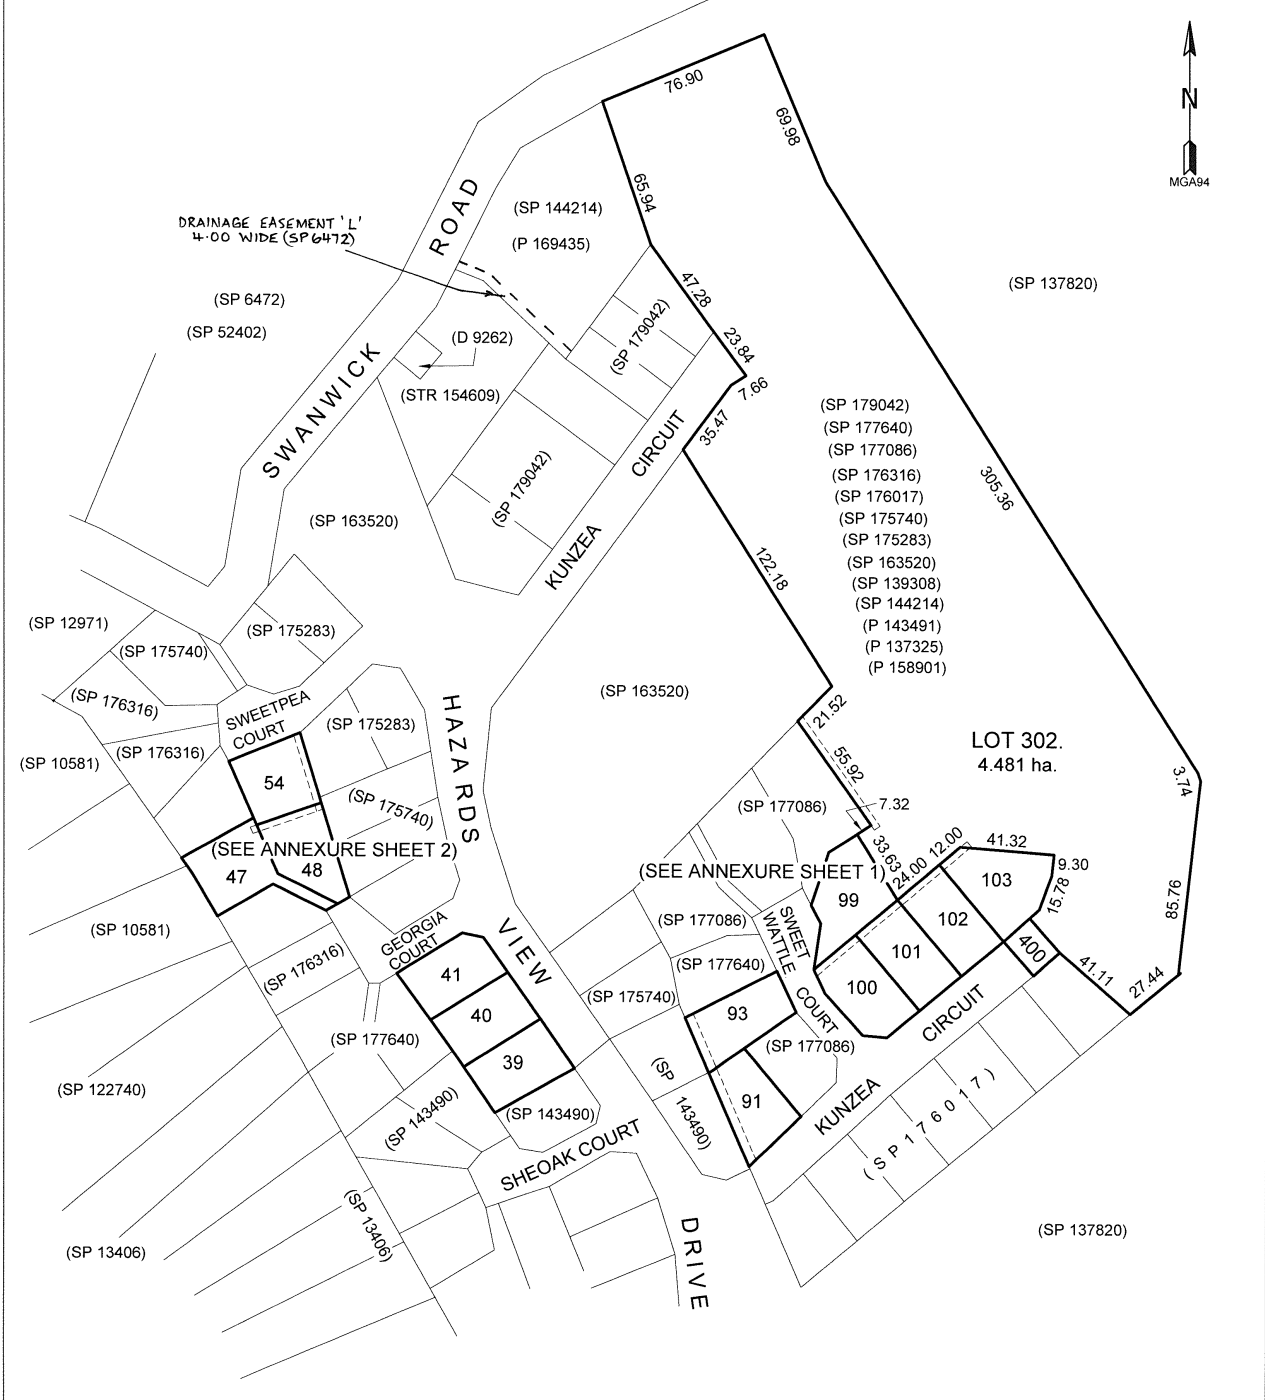 76.90
69.98
N
MGA94
65.94
ROAD
(SP 144214)
(P 169435)
DRAINAGE EASEMENT 'L'
4.00 WIDE (SP6472)
(SP 6472)
(SP 52402)
(SP 137820)
47.28
23.84
7.66
35.47
(SP 179042)
(D 9262)
(STR 154609)
SWANWICK
CIRCUIT
(SP 179042)
(SP 163520)
KUNZEA
122.18
305.36
(SP 179042)
(SP 177640)
(SP 177086)
(SP 176316)
(SP 176017)
(SP 175740)
(SP 175283)
(SP 163520)
(SP 139308)
(SP 144214)
(P 143491)
(P 137325)
(P 158901)
(SP 12971)
(SP 175740)
(SP 175283)
(SP 176316)
SWEETPEA
COURT
(SP 175283)
(SP 163520)
HAZARDS
21.52
55.92
LOT 302.
4.481 ha.
3.74
(SP 10581)
(SP 176316)
54
(SP 175740)
(SP 177086)
7.32
(SEE ANNEXURE SHEET 2)
47
48
(SEE ANNEXURE SHEET 1)
33.63
24.00
12.00
41.32
9.30
15.78
85.76
99
103
102
101
100
400
41.11
27.44
(SP 10581)
(SP 176316)
GEORGIA
COURT
VIEW
(SP 177086)
SWEET
WATTLE
COURT
(SP 177640)
(SP 175740)
41
40
39
93
(SP 177086)
CIRCUIT
(SP 177640)
(SP 122740)
(SP 143490)
(SP 143490)
(SP
143490)
91
KUNZEA
(SP 176017)
SHEOAK COURT
(SP 13406)
(SP 13406)
DRIVE
(SP 137820)